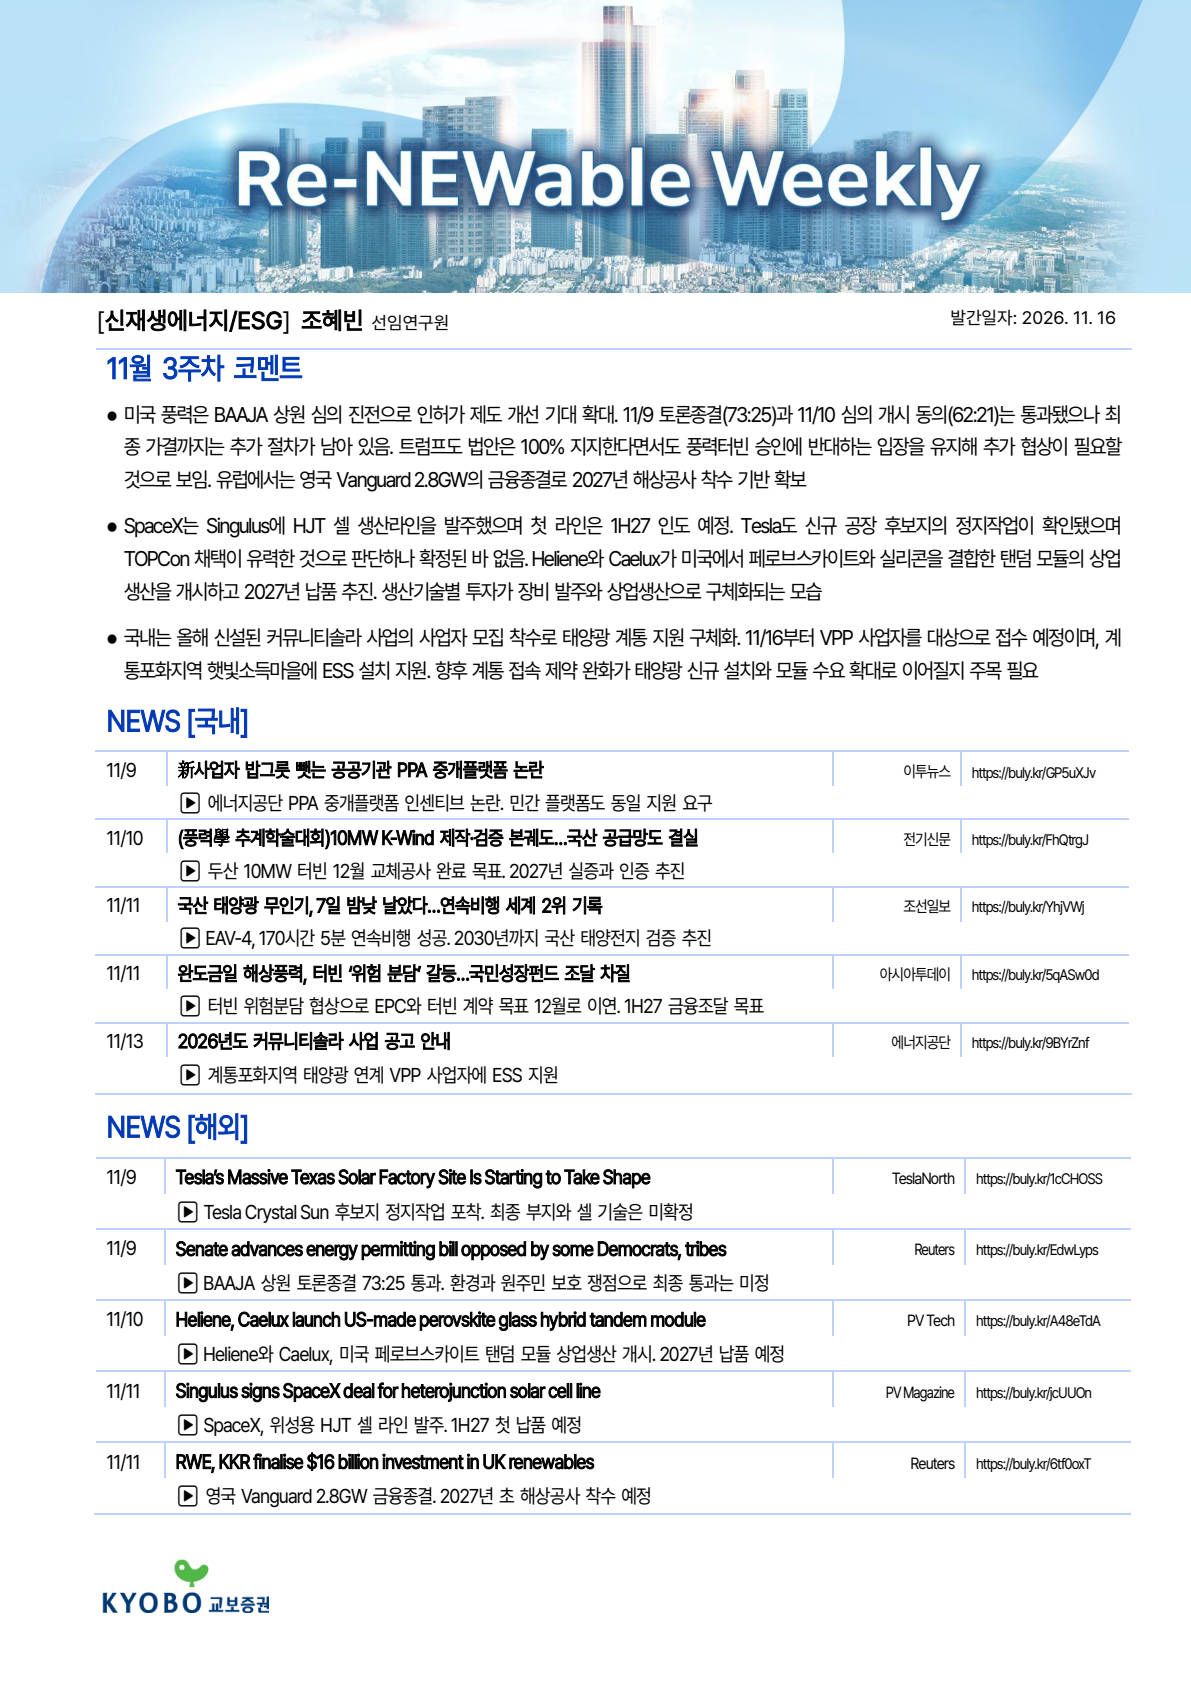 Re-NEWable Weekly
[신재생에너지/ESG] 조혜빈 선임연구원
발간일자: 2026. 11. 16
11월 3주차 코멘트
● 미국 풍력은 BAAJA 상원 심의 진전으로 인허가 제도 개선 기대 확대. 11/9 토론종결(73:25)과 11/10 심의 개시 동의(62:21)는 통과됐으나 최
종 가결까지는 추가 절차가 남아 있음. 트럼프도 법안은 100% 지지한다면서도 풍력터빈 승인에 반대하는 입장을 유지해 추가 협상이 필요할
것으로 보임. 유럽에서는 영국 Vanguard 2.8GW의 금융종결로 2027년 해상공사 착수 기반 확보
● SpaceX는 Singulus에 HJT 셀 생산라인을 발주했으며 첫 라인은 1H27 인도 예정. Tesla도 신규 공장 후보지의 정지작업이 확인됐으며
TOPCon 채택이 유력한 것으로 판단하나 확정된 바 없음. Heliene와 Caelux가 미국에서 페로브스카이트와 실리콘을 결합한 탠덤 모듈의 상업
생산을 개시하고 2027년 납품 추진. 생산기술별 투자가 장비 발주와 상업생산으로 구체화되는 모습
● 국내는 올해 신설된 커뮤니티솔라 사업의 사업자 모집 착수로 태양광 계통 지원 구체화. 11/16부터 VPP 사업자를 대상으로 접수 예정이며, 계
통포화지역 햇빛소득마을에 ESS 설치 지원. 향후 계통 접속 제약 완화가 태양광 신규 설치와 모듈 수요 확대로 이어질지 주목 필요
NEWS [국내]
11/9 新사업자 밥그릇 뺏는 공공기관 PPA 중개플랫폼 논란 이투뉴스 https://buly.kr/GP5uXJv
▶ 에너지공단 PPA 중개플랫폼 인센티브 논란. 민간 플랫폼도 동일 지원 요구
11/10 (풍력學 추계학술대회)10MW K-Wind 제작·검증 본궤도…국산 공급망도 결실 전기신문 https://buly.kr/FhQtrgJ
▶ 두산 10MW 터빈 12월 교체공사 완료 목표. 2027년 실증과 인증 추진
11/11 국산 태양광 무인기, 7일 밤낮 날았다…연속비행 세계 2위 기록 조선일보 https://buly.kr/YhjVWj
▶ EAV-4, 170시간 5분 연속비행 성공. 2030년까지 국산 태양전지 검증 추진
11/11 완도금일 해상풍력, 터빈 ‘위험 분담’ 갈등…국민성장펀드 조달 차질 아시아투데이 https://buly.kr/5qASw0d
▶ 터빈 위험분담 협상으로 EPC와 터빈 계약 목표 12월로 이연. 1H27 금융조달 목표
11/13 2026년도 커뮤니티솔라 사업 공고 안내 에너지공단 https://buly.kr/9BYrZnf
▶ 계통포화지역 태양광 연계 VPP 사업자에 ESS 지원
NEWS [해외]
11/9 Tesla’s Massive Texas Solar Factory Site Is Starting to Take Shape TeslaNorth https://buly.kr/1cCHOSS
▶ Tesla Crystal Sun 후보지 정지작업 포착. 최종 부지와 셀 기술은 미확정
11/9 Senate advances energy permitting bill opposed by some Democrats, tribes Reuters https://buly.kr/EdwLyps
▶ BAAJA 상원 토론종결 73:25 통과. 환경과 원주민 보호 쟁점으로 최종 통과는 미정
11/10 Heliene, Caelux launch US-made perovskite glass hybrid tandem module PV Tech https://buly.kr/A48eTdA
▶ Heliene와 Caelux, 미국 페로브스카이트 탠덤 모듈 상업생산 개시. 2027년 납품 예정
11/11 Singulus signs SpaceX deal for heterojunction solar cell line PV Magazine https://buly.kr/jcUUOn
▶ SpaceX, 위성용 HJT 셀 라인 발주. 1H27 첫 납품 예정
11/11 RWE, KKR finalise $16 billion investment in UK renewables Reuters https://buly.kr/6tf0oxT
▶ 영국 Vanguard 2.8GW 금융종결. 2027년 초 해상공사 착수 예정
KYOBO 교보증권